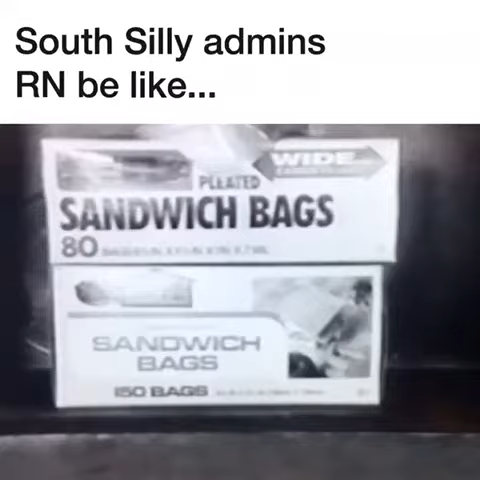 South Silly admins
RN be like...
WIDE
PLEATED
SANDWICH BAGS
80
SANDWICH
BAGS
150 BAGS